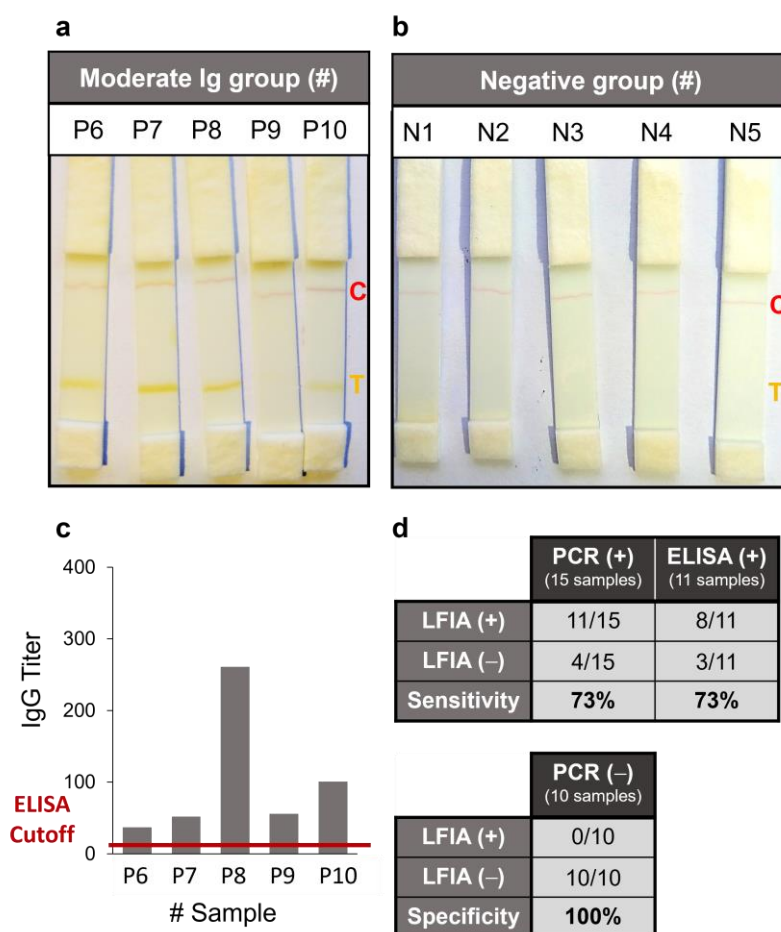 a
Moderate Ig group (#)
P6 P7 P8 P9 P10
C
T
b
Negative group (#)
N1 N2 N3 N4 N5
C
T
c
400
300
200
100
0
IgG Titer
ELISA
Cutoff
P6 P7 P8 P9 P10
# Sample
d
PCR (+) ELISA (+)
(15 samples) (11 samples)
LFIA (+) 11/15 8/11
LFIA (–) 4/15 3/11
Sensitivity 73% 73%
PCR (–)
(10 samples)
LFIA (+) 0/10
LFIA (–) 10/10
Specificity 100%